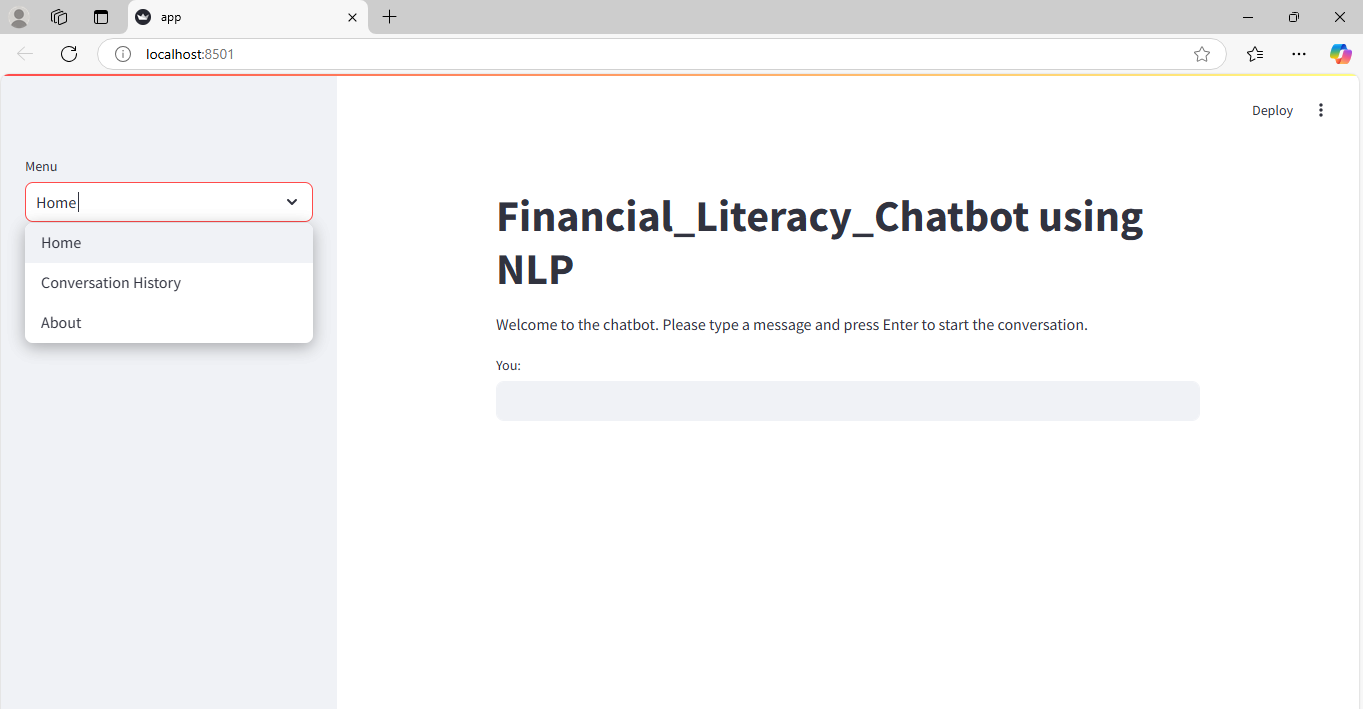 app
localhost:8501
Deploy
Menu
Home
Home
Conversation History
About
Financial_Literacy_Chatbot using
NLP
Welcome to the chatbot. Please type a message and press Enter to start the conversation.
You: